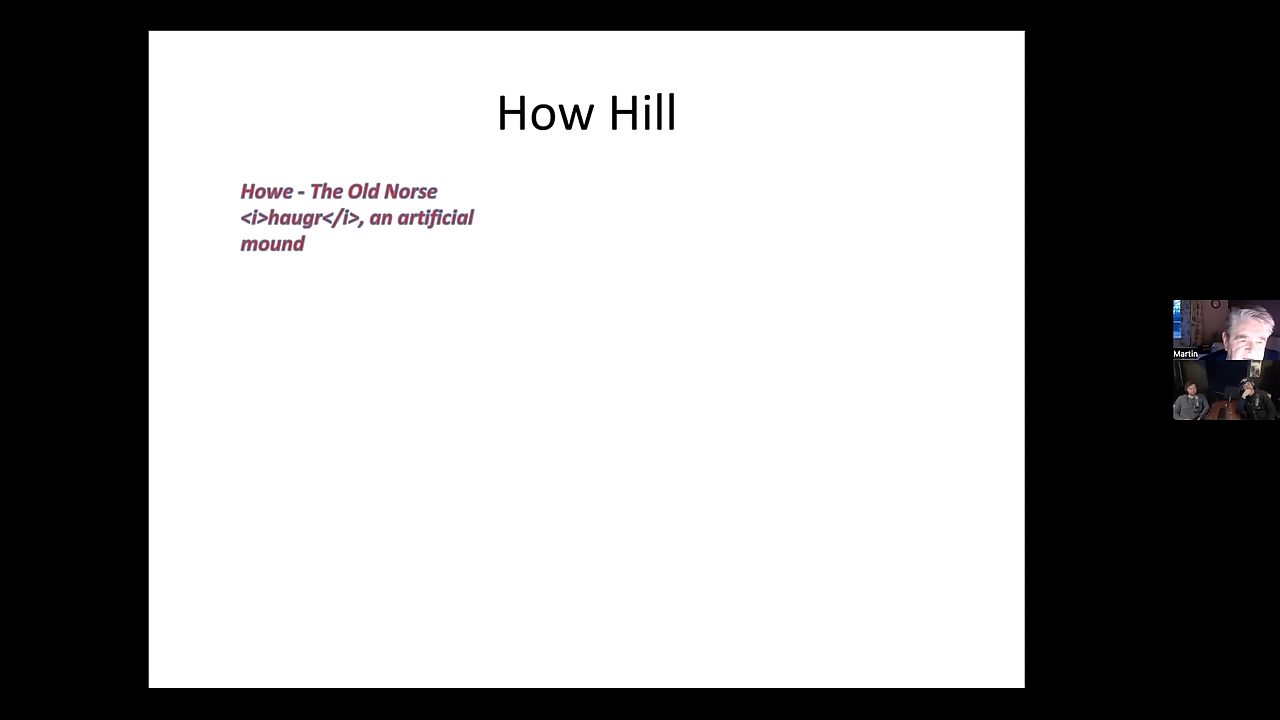 How Hill
Howe - The Old Norse
<i>haugr</i>, an artificial
mound
Martin